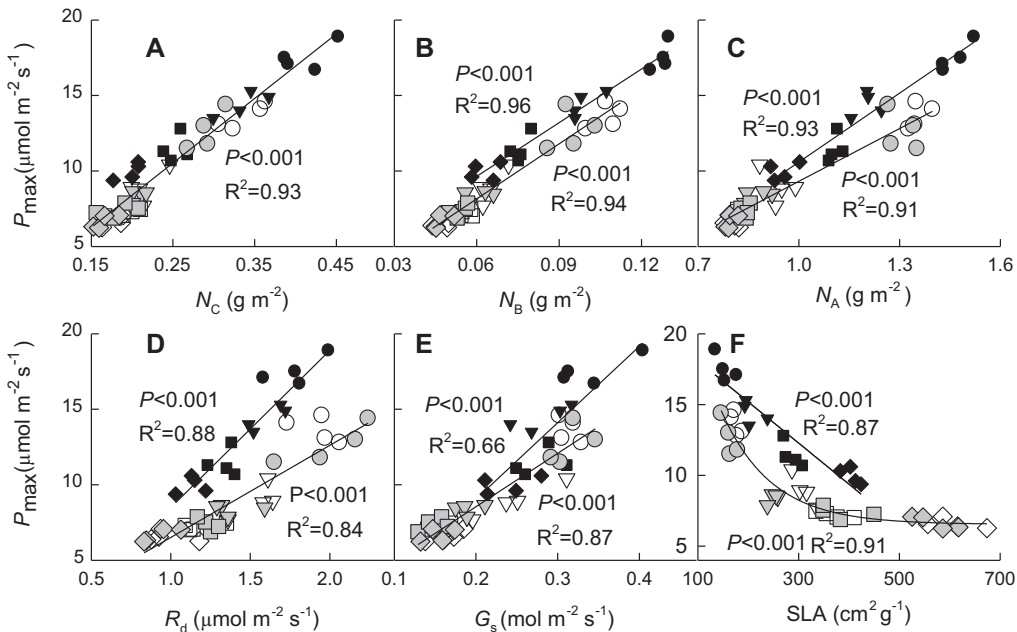 20
15
10
5
P max(μmol m-2 s-1)
A
P<0.001
R2=0.93
0.15 0.25 0.35 0.45
NC (g m-2)
B
P<0.001
R2=0.96
P<0.001
R2=0.94
0.03 0.06 0.09 0.12
NB (g m-2)
C
P<0.001
R2=0.93
P<0.001
R2=0.91
0.7 1.0 1.3 1.6
NA (g m-2)
20
15
10
5
P max(μmol m-2 s-1)
D
P<0.001
R2=0.88
P<0.001
R2=0.84
0.5 1.0 1.5 2.0
Rd (μmol m-2 s-1)
E
P<0.001
R2=0.66
P<0.001
R2=0.87
0.1 0.2 0.3 0.4
Gs (mol m-2 s-1)
20
15
10
5
F
P<0.001
R2=0.87
P<0.001 R2=0.91
100 300 500 700
SLA (cm2 g-1)